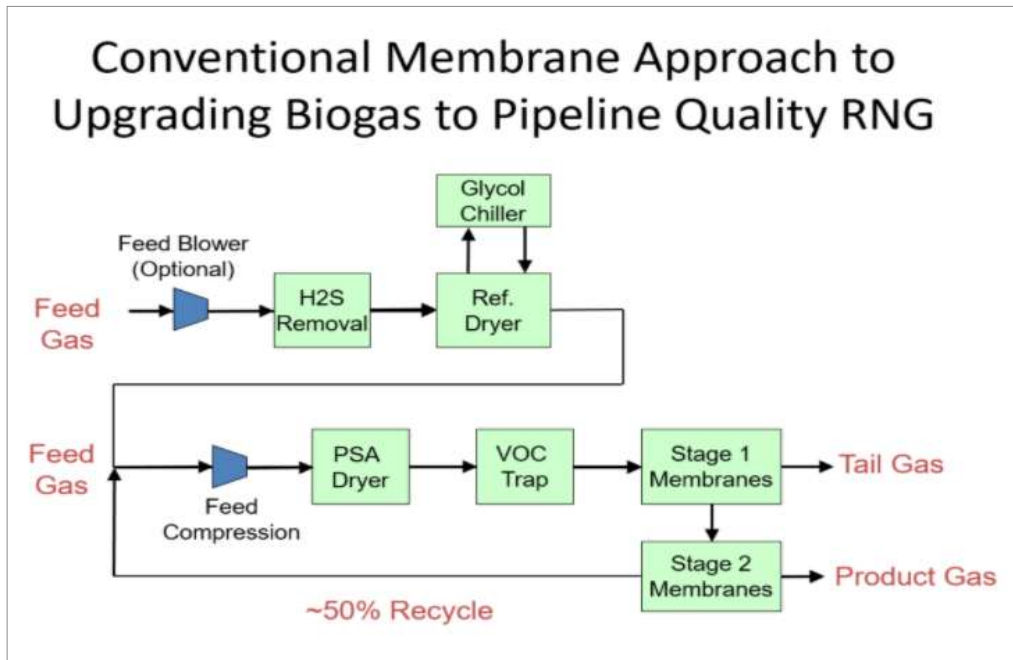 Conventional Membrane Approach to
Upgrading Biogas to Pipeline Quality RNG
Glycol
Chiller
Feed Blower
(Optional)
Feed
Gas
H2S
Removal
Ref.
Dryer
Feed
Gas
Feed
Compression
PSA
Dryer
VOC
Trap
Stage 1
Membranes
Tail Gas
Stage 2
Membranes
Product Gas
~50% Recycle